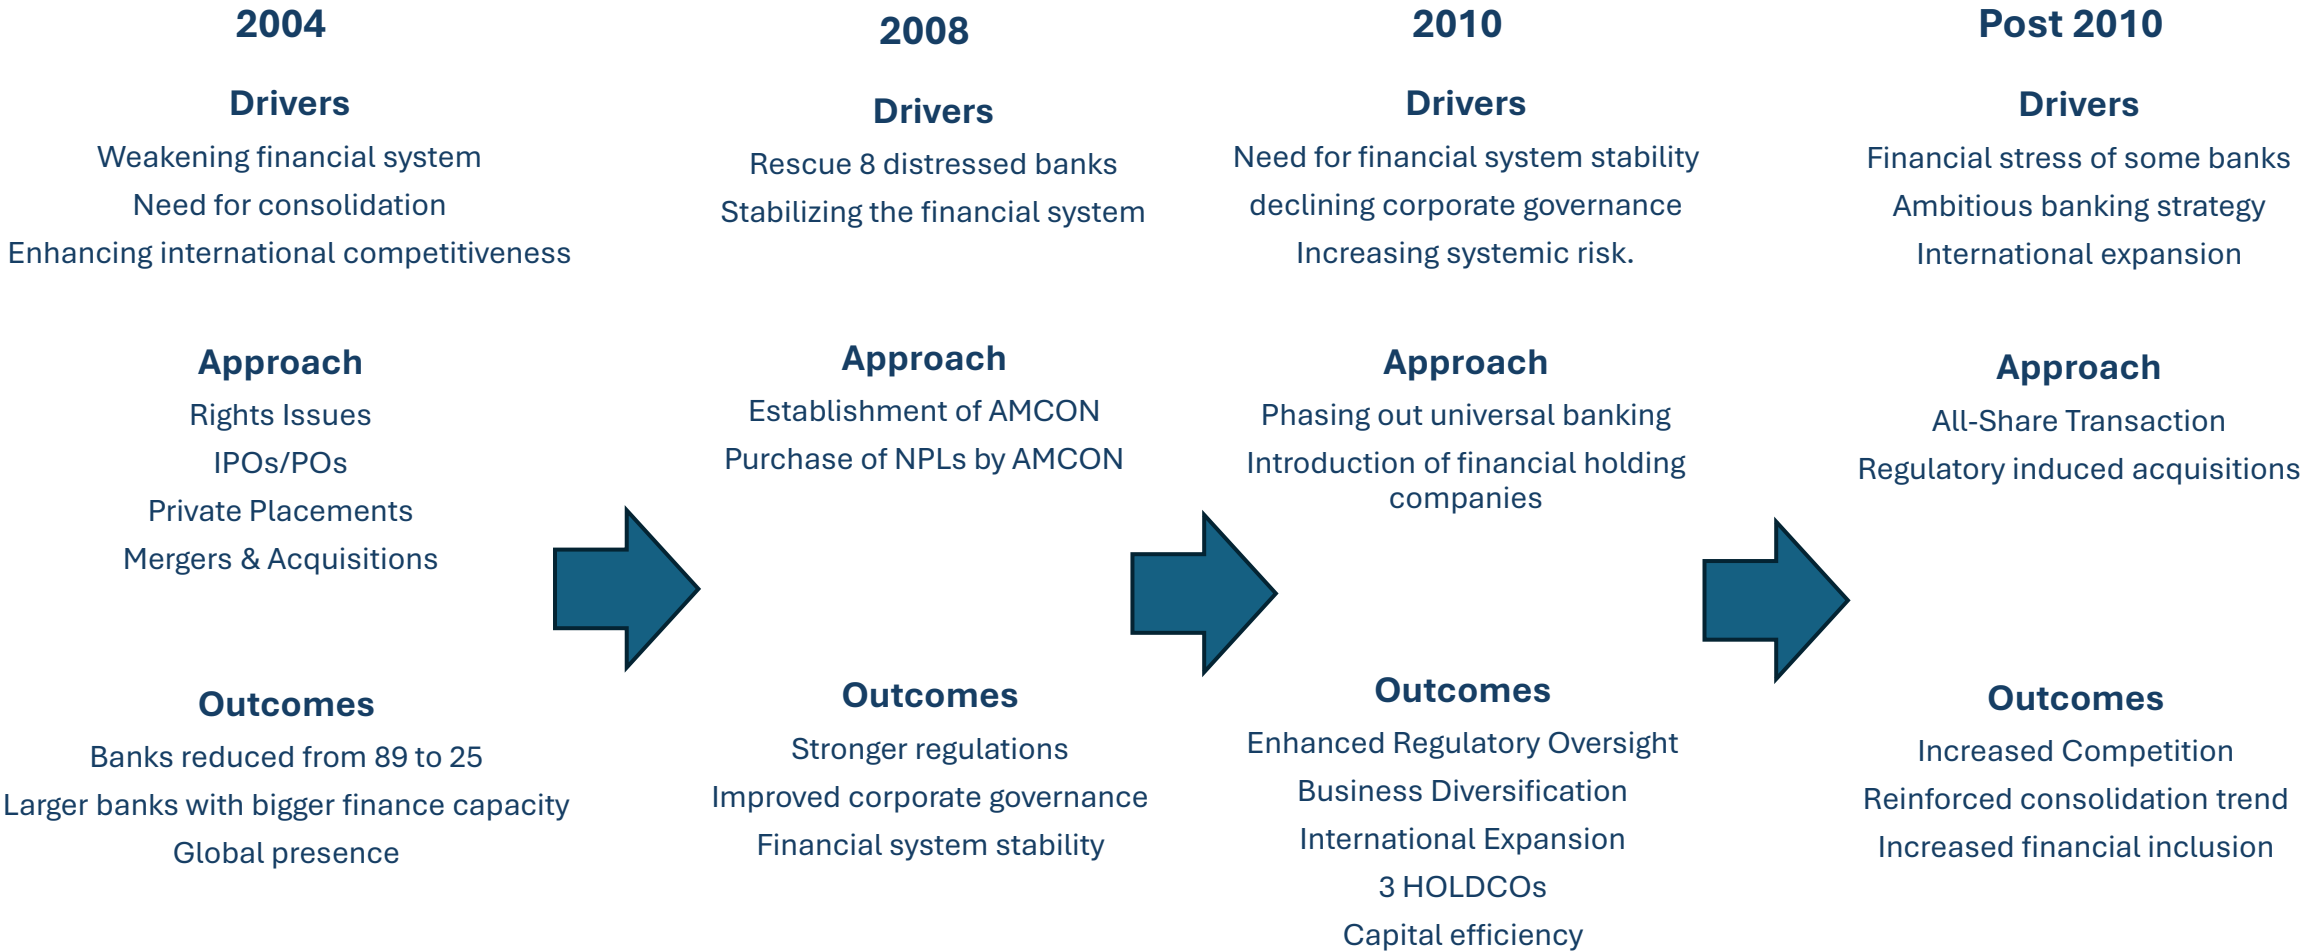 2004
Drivers
Weakening financial system
Need for consolidation
Enhancing international competitiveness
Approach
Rights Issues
IPOs/POs
Private Placements
Mergers & Acquisitions
Outcomes
Banks reduced from 89 to 25
Larger banks with bigger finance capacity
Global presence
2008
Drivers
Rescue 8 distressed banks
Stabilizing the financial system
Approach
Establishment of AMCON
Purchase of NPLs by AMCON
Outcomes
Stronger regulations
Improved corporate governance
Financial system stability
2010
Drivers
Need for financial system stability
declining corporate governance
Increasing systemic risk.
Approach
Phasing out universal banking
Introduction of financial holding
companies
Outcomes
Enhanced Regulatory Oversight
Business Diversification
International Expansion
3 HOLDCOs
Capital efficiency
Post 2010
Drivers
Financial stress of some banks
Ambitious banking strategy
International expansion
Approach
All-Share Transaction
Regulatory induced acquisitions
Outcomes
Increased Competition
Reinforced consolidation trend
Increased financial inclusion